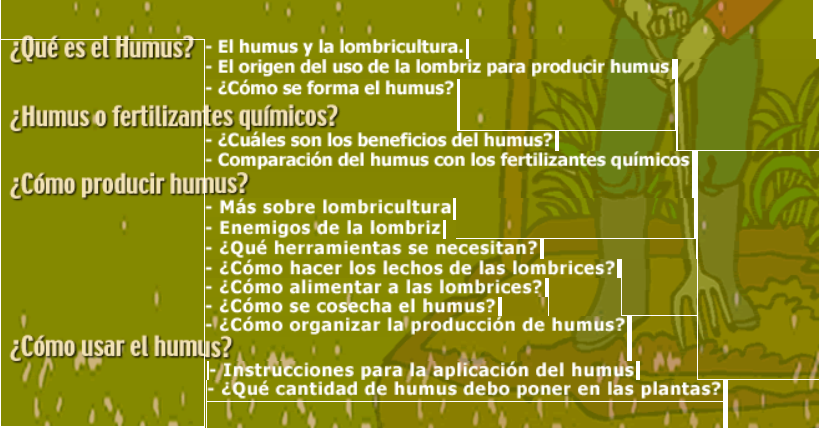 ¿Qué es el Humus?
- El humus y la lombricultura.
- El origen del uso de la lombriz para producir humus
- ¿Cómo se forma el humus?
¿Humus o fertilizantes químicos?
- ¿Cuáles son los beneficios del humus?
- Comparación del humus con los fertilizantes químicos
¿Cómo producir humus?
- Más sobre lombricultura
- Enemigos de la lombriz
- ¿Qué herramientas se necesitan?
- ¿Cómo hacer los lechos de las lombrices?
- ¿Cómo alimentar a las lombrices?
- ¿Cómo se cosecha el humus?
- ¿Cómo organizar la producción de humus?
¿Cómo usar el humus?
- Instrucciones para la aplicación del humus
- ¿Qué cantidad de humus debo poner en las plantas?